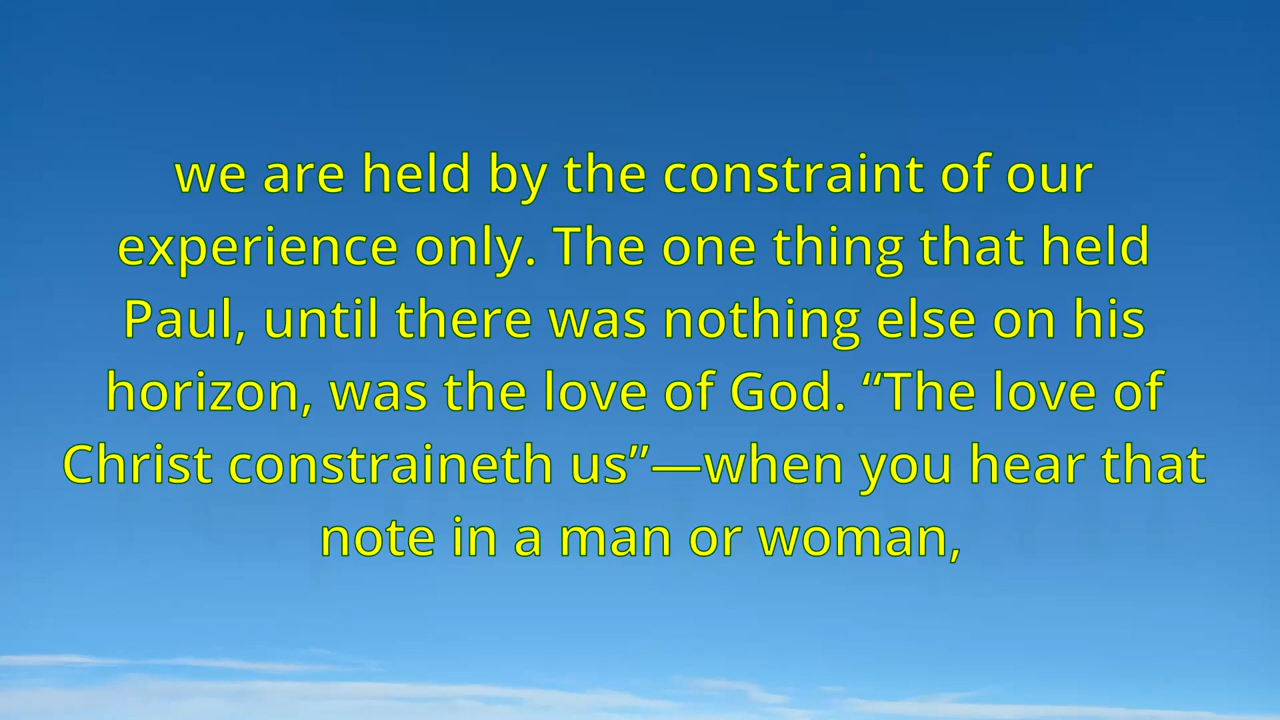 we are held by the constraint of our
experience only. The one thing that held
Paul, until there was nothing else on his
horizon, was the love of God. “The love of
Christ constraineth us”—when you hear that
note in a man or woman,